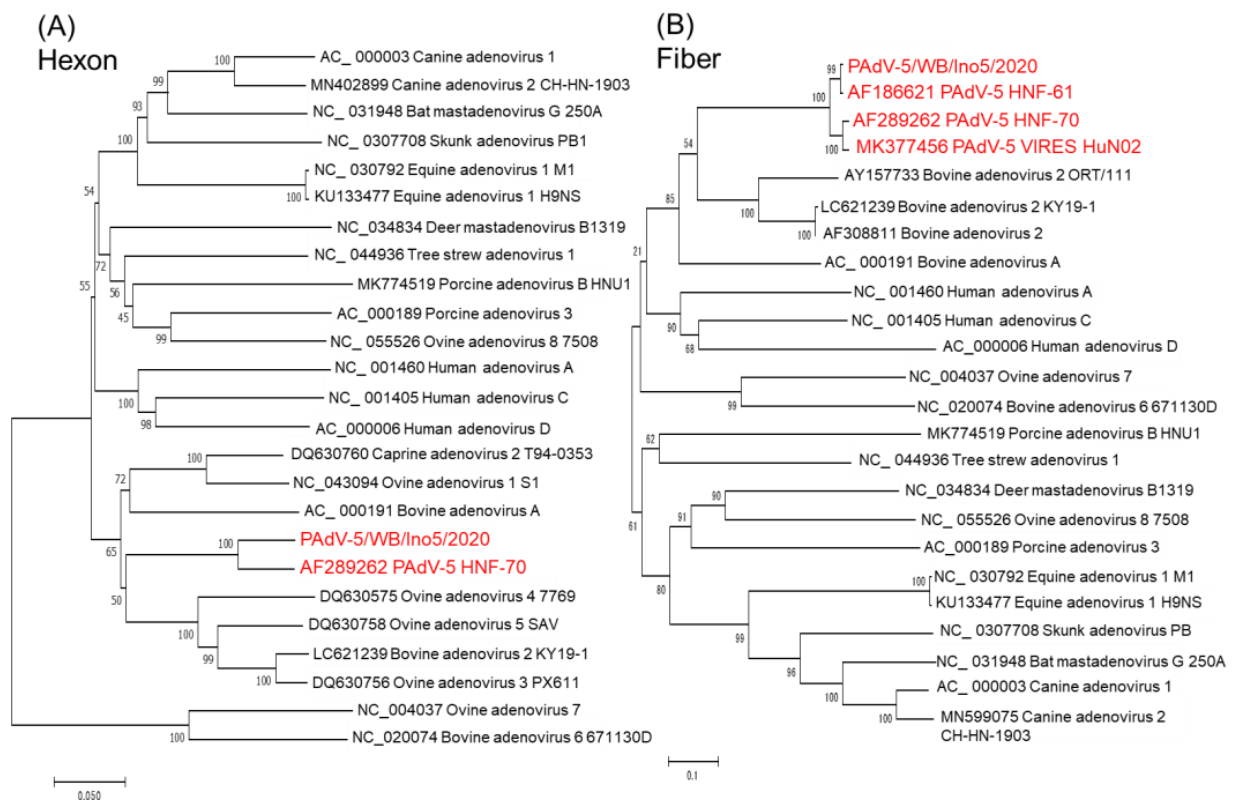 (A)
Hexon
AC_ 000003 Canine adenovirus 1
100
MN402899 Canine adenovirus 2 CH-HN-1903
99
NC_ 031948 Bat mastadenovirus G 250A
93
NC_ 0307708 Skunk adenovirus PB1
100
NC_ 030792 Equine adenovirus 1 M1
100
KU133477 Equine adenovirus 1 H9NS
54
NC_034834 Deer mastadenovirus B1319
72
NC_ 044936 Tree strew adenovirus 1
56
MK774519 Porcine adenovirus B HNU1
55
45
AC_000189 Porcine adenovirus 3
99
NC_ 055526 Ovine adenovirus 8 7508
NC_ 001460 Human adenovirus A
100
NC_ 001405 Human adenovirus C
98
AC_000006 Human adenovirus D
DQ630760 Caprine adenovirus 2 T94-0353
100
72
NC_043094 Ovine adenovirus 1 S1
AC_ 000191 Bovine adenovirus A
65
PAdV-5/WB/Ino5/2020
100
AF289262 PAdV-5 HNF-70
50
DQ630575 Ovine adenovirus 4 7769
100
DQ630758 Ovine adenovirus 5 SAV
99
LC621239 Bovine adenovirus 2 KY19-1
100
DQ630756 Ovine adenovirus 3 PX611
NC_004037 Ovine adenovirus 7
100
NC_020074 Bovine adenovirus 6 671130D
0.050
(B)
Fiber
PAdV-5/WB/Ino5/2020
99
AF186621 PAdV-5 HNF-61
100
AF289262 PAdV-5 HNF-70
100
MK377456 PAdV-5 VIRES HuN02
54
AY157733 Bovine adenovirus 2 ORT/111
100
LC621239 Bovine adenovirus 2 KY19-1
100
AF308811 Bovine adenovirus 2
85
AC_ 000191 Bovine adenovirus A
21
NC_ 001460 Human adenovirus A
90
NC_ 001405 Human adenovirus C
68
AC_000006 Human adenovirus D
NC_004037 Ovine adenovirus 7
99
NC_020074 Bovine adenovirus 6 671130D
MK774519 Porcine adenovirus B HNU1
62
NC_ 044936 Tree strew adenovirus 1
61
NC_034834 Deer mastadenovirus B1319
90
NC_ 055526 Ovine adenovirus 8 7508
91
AC_000189 Porcine adenovirus 3
80
NC_ 030792 Equine adenovirus 1 M1
100
KU133477 Equine adenovirus 1 H9NS
99
NC_ 0307708 Skunk adenovirus PB
96
NC_ 031948 Bat mastadenovirus G 250A
100
AC_ 000003 Canine adenovirus 1
100
MN599075 Canine adenovirus 2
CH-HN-1903
0.1